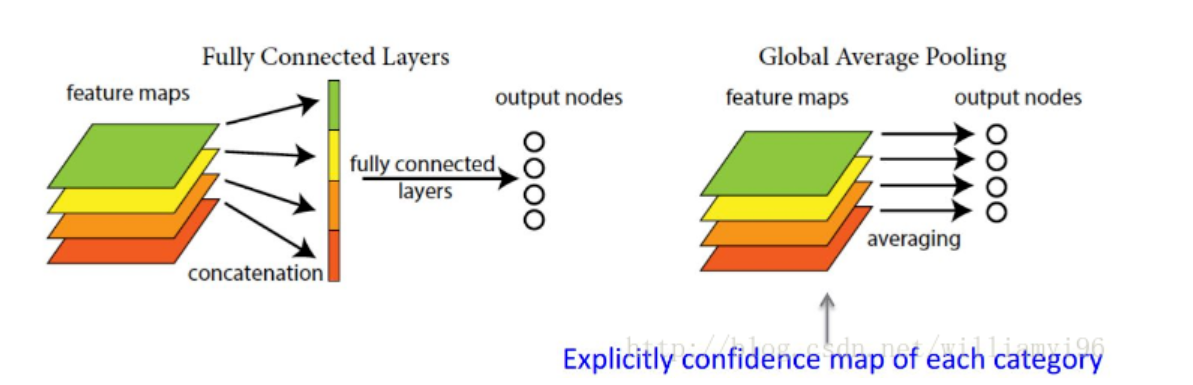 Fully Connected Layers
feature maps
output nodes
fully connected
layers
concatenation
Global Average Pooling
feature maps
output nodes
averaging
http://blog.csdn.net/williamyi96
Explicitly confidence map of each category